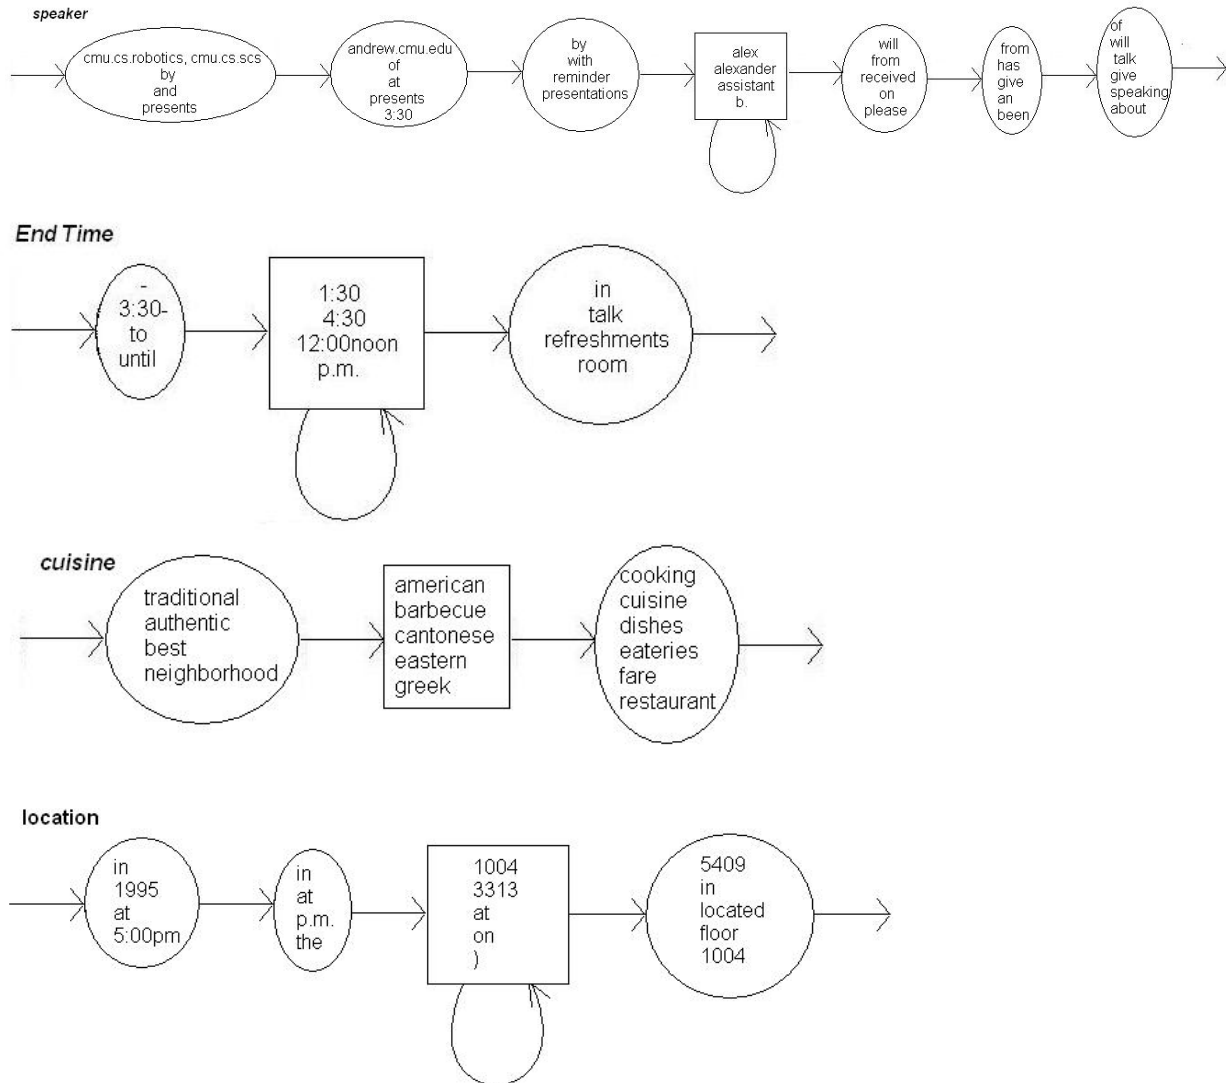 speaker
cmu.cs.robotics, cmu.cs.scs
by
and
presents
andrew.cmu.edu
of
at
presents
3:30
by
with
reminder
presentations
alex
alexander
assistant
b.
will
from
received
on
please
from
has
give
an
been
of
will
talk
give
speaking
about
End Time
-
3:30-
to
until
1:30
4:30
12:00noon
p.m.
in
talk
refreshments
room
cuisine
traditional
authentic
best
neighborhood
american
barbecue
cantonese
eastern
greek
cooking
cuisine
dishes
eateries
fare
restaurant
location
in
1995
at
5:00pm
in
at
p.m.
the
1004
3313
at
on
)
5409
in
located
floor
1004